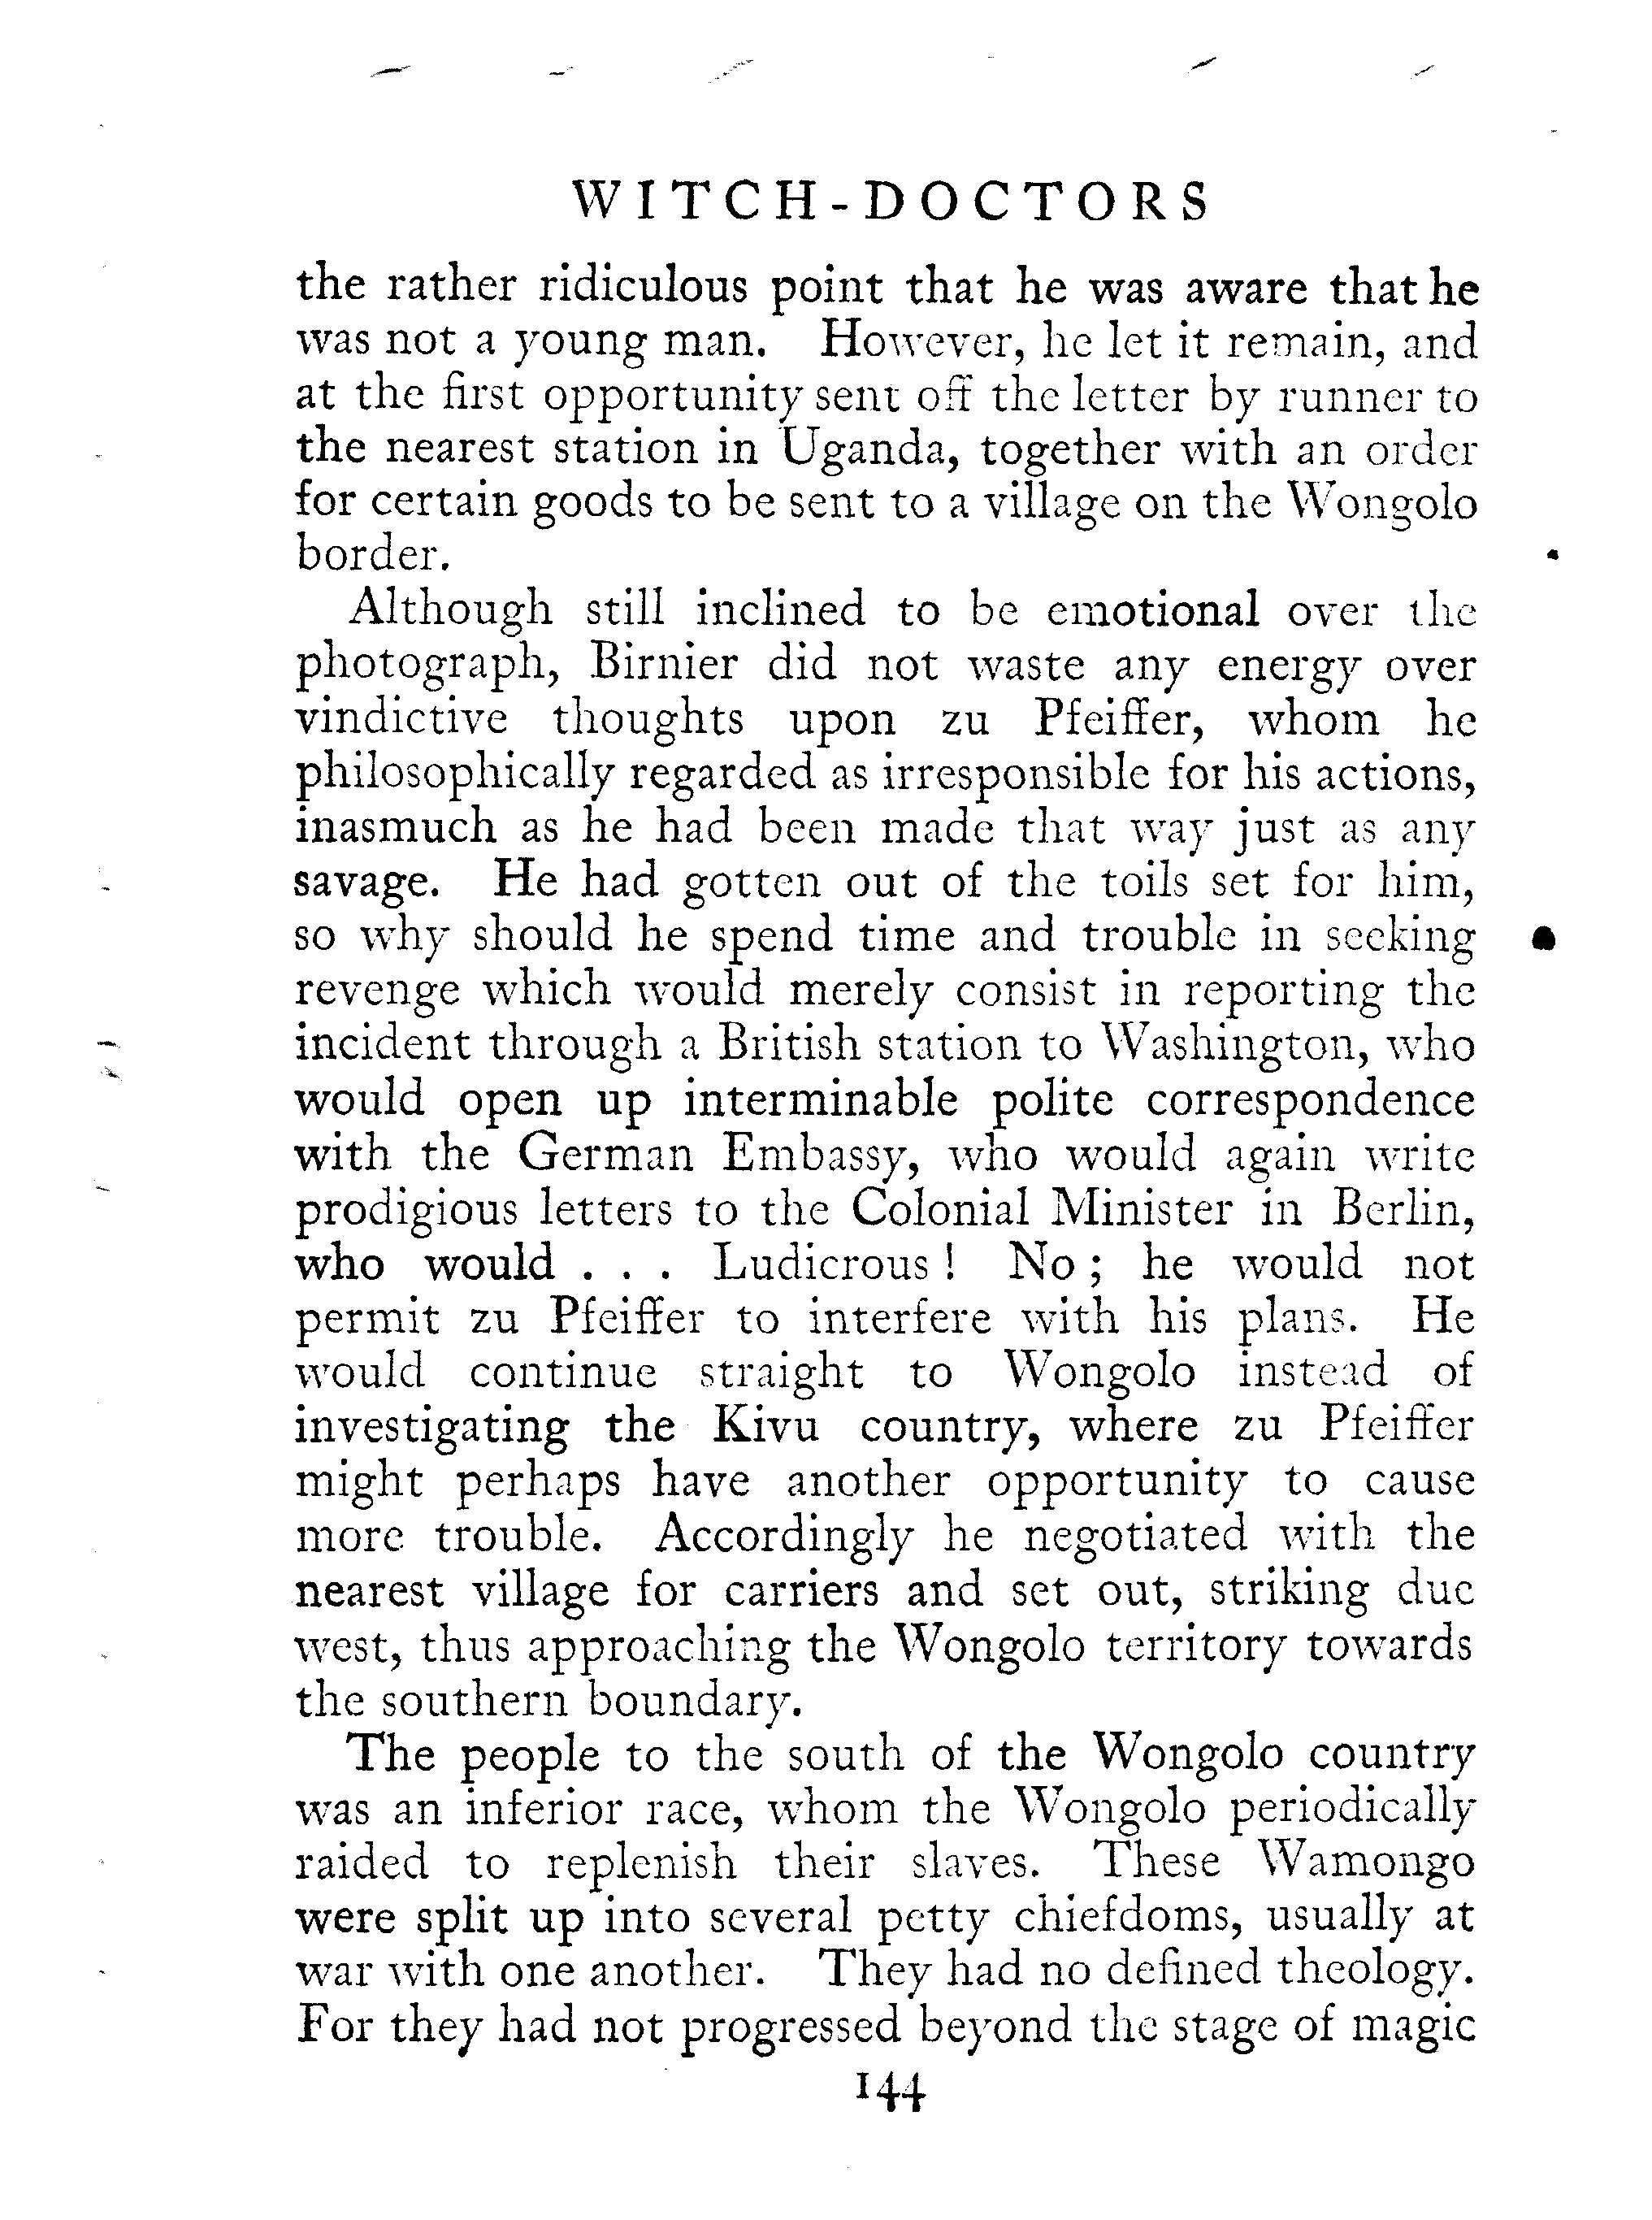 WITCH-DOCTORS
the rather ridiculous point that he was aware that he
was not a young man. However, he let it remain, and
at the first opportunity sent off the letter by runner to
the nearest station in Uganda, together with an order
for certain goods to be sent to a village on the Wongolo
border.
Although still inclined to be emotional over the
photograph, Birnier did not waste any energy over
vindictive thoughts upon zu Pfeiffer, whom he
philosophically regarded as irresponsible for his actions,
inasmuch as he had been made that way just as any
savage. He had gotten out of the toils set for him,
so why should he spend time and trouble in seeking
revenge which would merely consist in reporting the
incident through a British station to Washington, who
would open up interminable polite correspondence
with the German Embassy, who would again write
prodigious letters to the Colonial Minister in Berlin,
who would . . . Ludicrous ! No ; he would not
permit zu Pfeiffer to interfere with his plans. He
would continue straight to Wongolo instead of
investigating the Kivu country, where zu Pfeiffer
might perhaps have another opportunity to cause
more trouble. Accordingly he negotiated with the
nearest village for carriers and set out, striking due
west, thus approaching the Wongolo territory towards
the southern boundary.
The people to the south of the Wongolo country
was an inferior race, whom the Wongolo periodically
raided to replenish their slaves. These Wamongo
were split up into several petty chiefdoms, usually at
war with one another. They had no defined theology.
For they had not progressed beyond the stage of magic
144